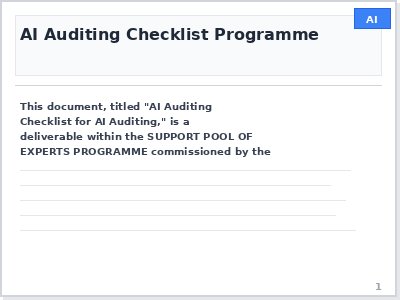 AI Auditing Checklist Programme
AI
This document, titled "AI Auditing
Checklist for AI Auditing," is a
deliverable within the SUPPORT POOL OF
EXPERTS PROGRAMME commissioned by the
1